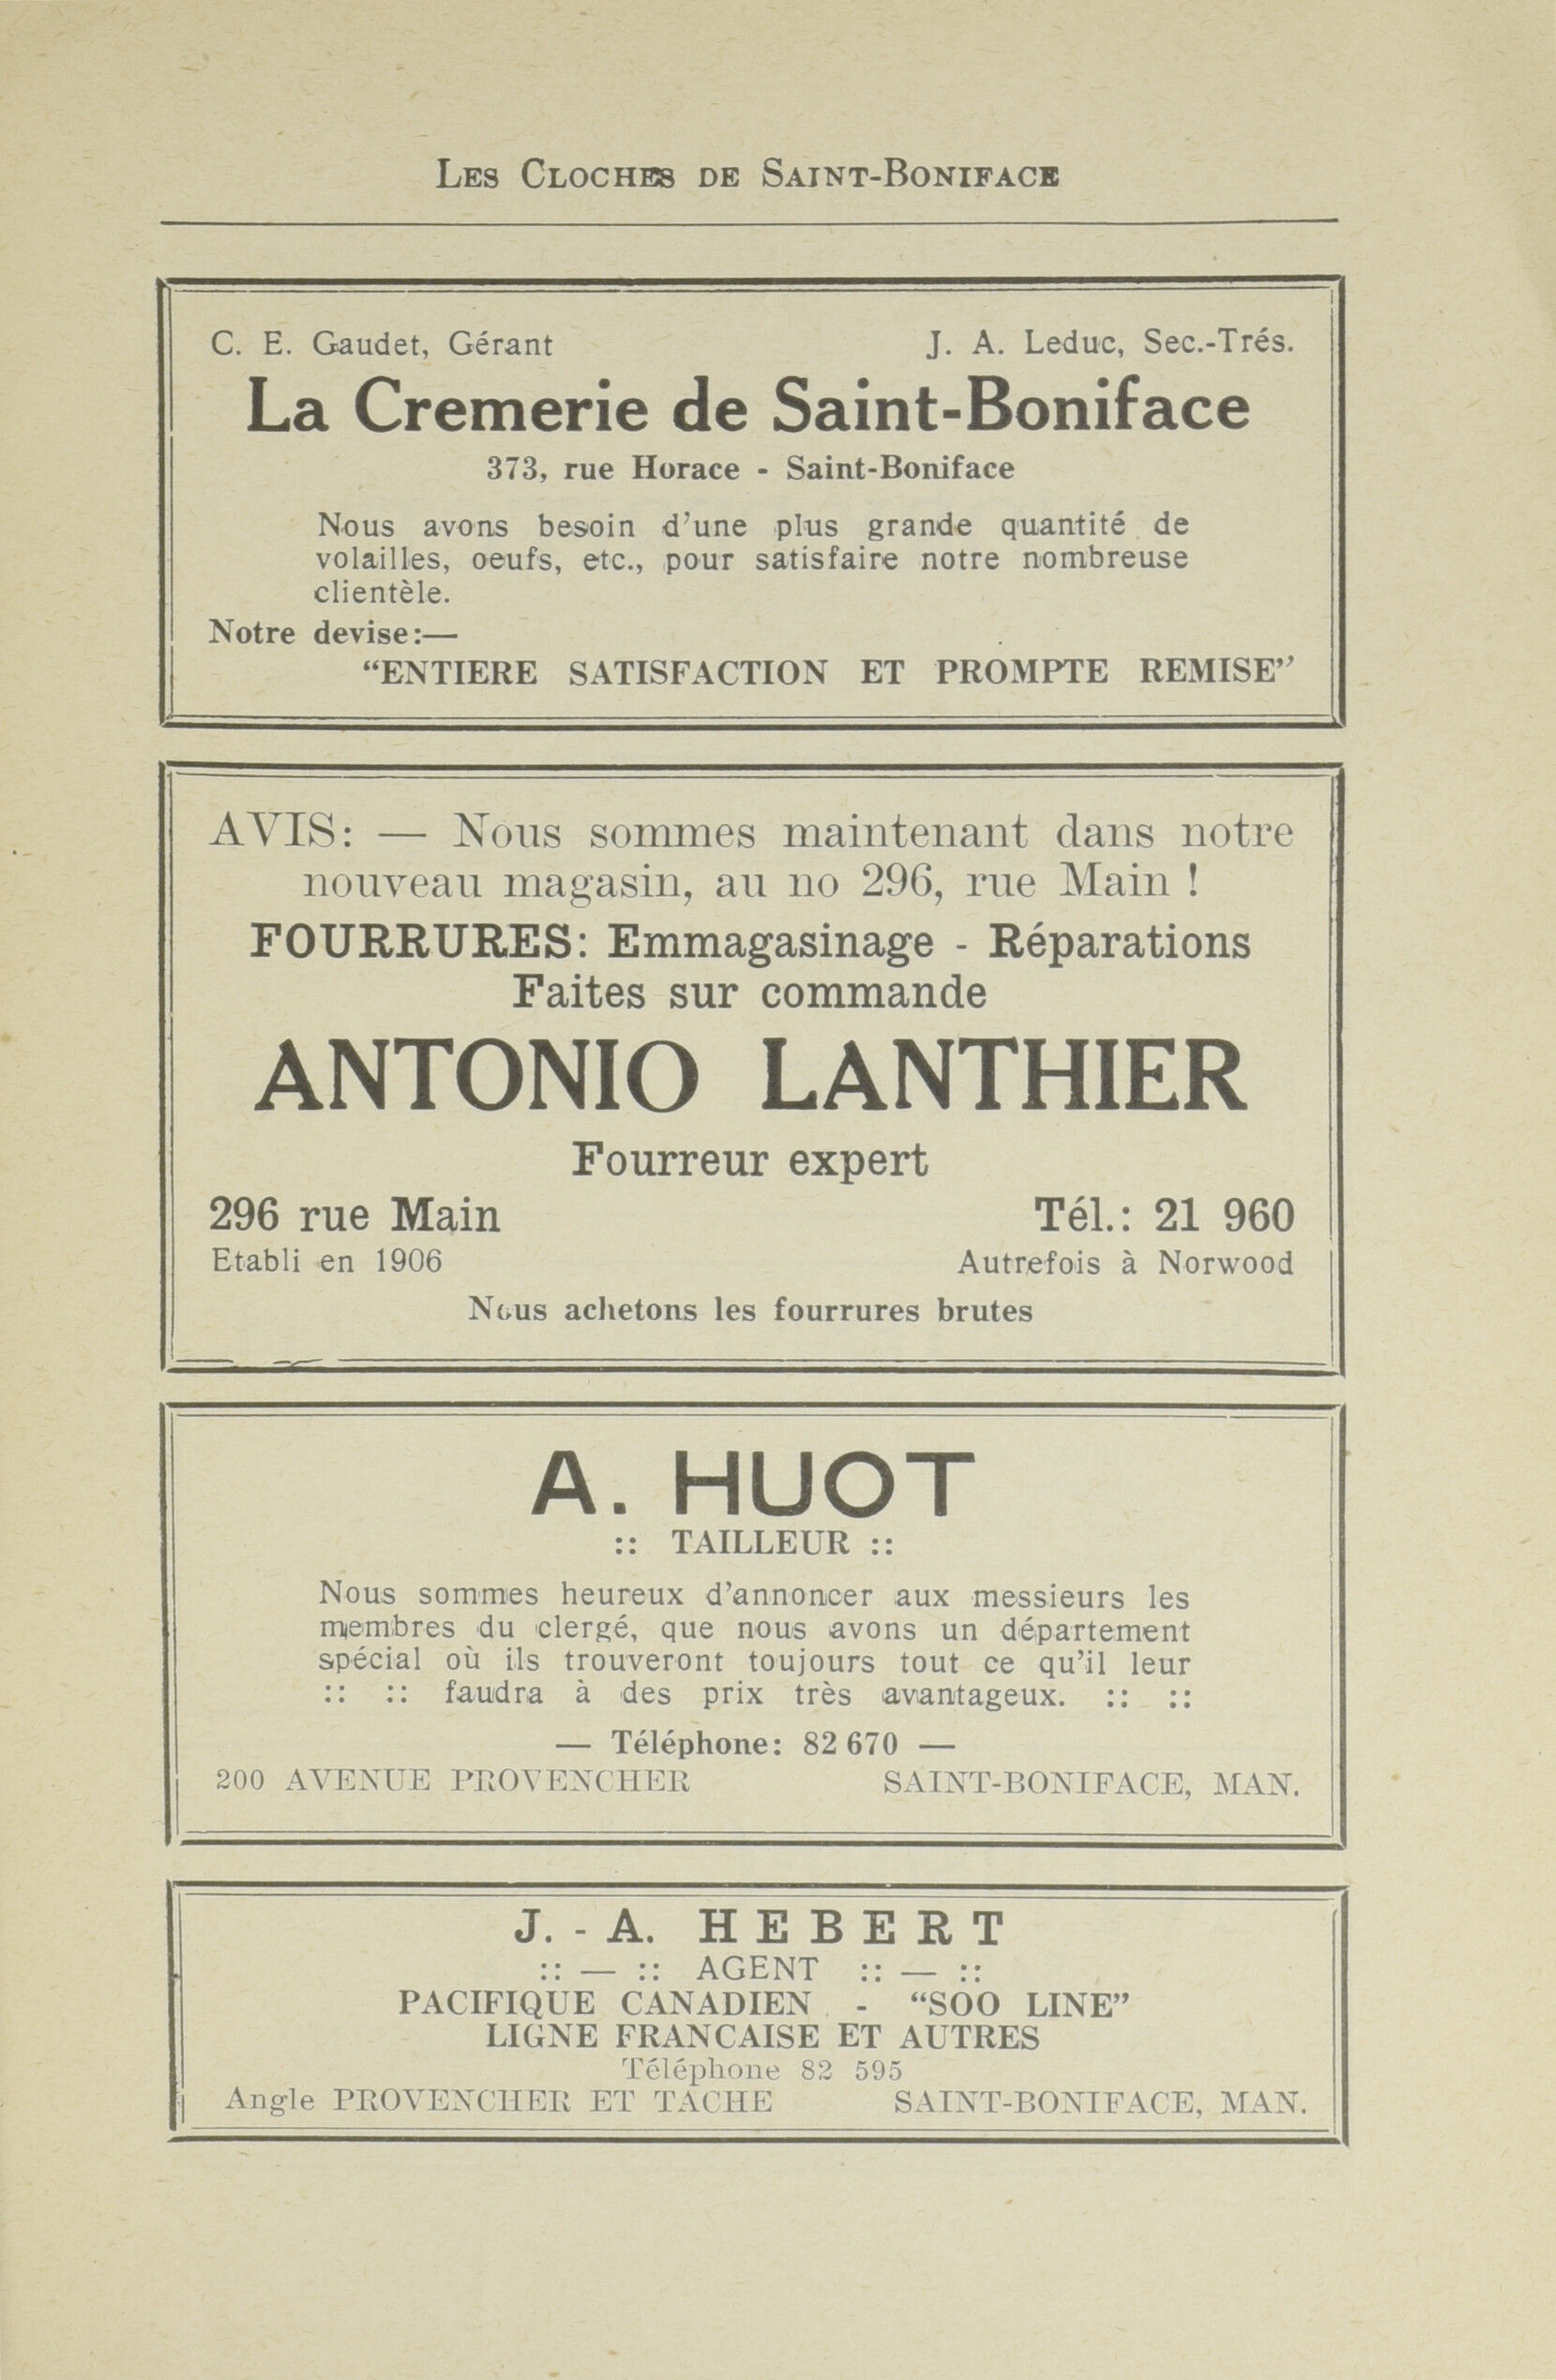 Les Cloches de Saint-Boniface
C. E. Gaudet, Gérant J. A. Leduc, Sec.-Trés.
La Cremerie de Saint-Boniface
373, rue Horace - Saint-Boniface
Nous avons besoin d'une plus grande quantité de
volailles, oeufs, etc., pour satisfaire notre nombreuse
clientèle.
Notre devise:—
“ENTIERE SATISFACTION ET PROMPTE REMISE”
AVIS: — Nous sommes maintenant dans notre
nouveau magasin, au no 296, rue Main !
FOURRURES: Emmagasinage - Réparations
Faites sur commande
ANTONIO LANTHIER
Fourreur expert
296 rue Main Tél.: 21 960
Etabli en 1906 Autrefois à Norwood
Nous achetons les fourrures brutes
A. HUOT
:: TAILLEUR ::
Nous sommes heureux d'annoncer aux messieurs les
membres du clergé, que nous avons un département
spécial où ils trouveront toujours tout ce qu'il leur
:: :: faudra à des prix très avantageux. :: ::
— Téléphone: 82 670 —
200 AVENUE PROVENCHER SAINT-BONIFACE, MAN.
J. - A. HEBERT
:: — :: AGENT :: — ::
PACIFIQUE CANADIEN - “SOO LINE”
LIGNE FRANCAISE ET AUTRES
Téléphone 82 595
Angle PROVENCHER ET TACHE SAINT-BONIFACE, MAN.